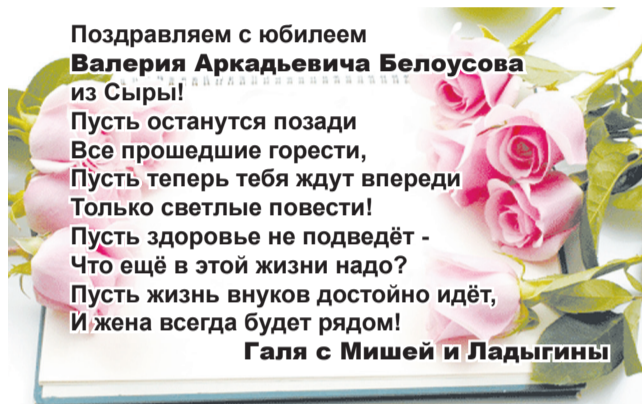 Поздравляем с юбилеем
Валерия Аркадьевича Белоусова
из Сыры!
Пусть останутся позади
Все прошедшие горести,
Пусть теперь тебя ждут впереди
Только светлые повести!
Пусть здоровье не подведёт -
Что ещё в этой жизни надо?
Пусть жизнь внуков достойно идёт,
И жена всегда будет рядом!
Галя с Мишей и Ладыгины